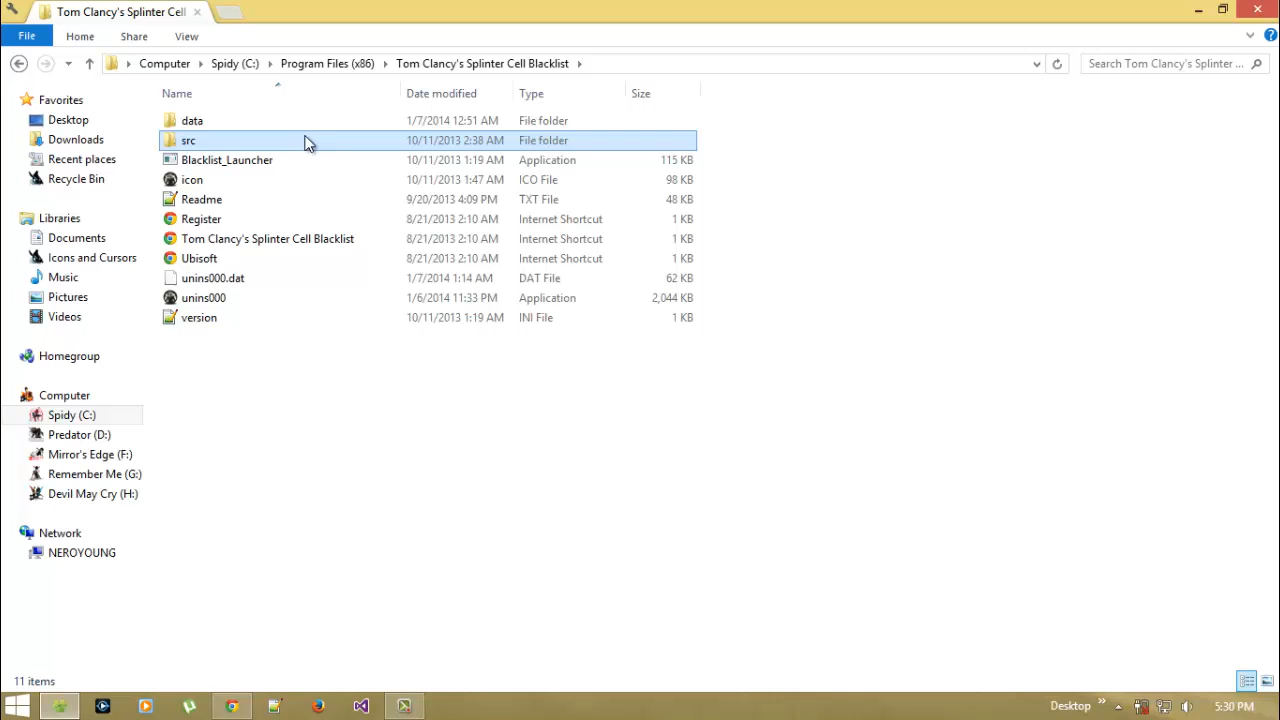 Tom Clancy's Splinter Cell
File Home Share View
Computer Spidy (C:) Program Files (x86) Tom Clancy's Splinter Cell Blacklist Search Tom Clancy's Splinter ...
Name Date modified Type Size
Favorites
Desktop
Downloads
Recent places
Recycle Bin
Libraries
Documents
Icons and Cursors
Music
Pictures
Videos
Homegroup
Computer
Spidy (C:)
Predator (D:)
Mirror's Edge (F:)
Remember Me (G:)
Devil May Cry (H:)
Network
NEROYOUNG
data 1/7/2014 12:51 AM File folder
src 10/11/2013 2:38 AM File folder
Blacklist_Launcher 10/11/2013 1:19 AM Application 115 KB
icon 10/11/2013 1:47 AM ICO File 98 KB
Readme 9/20/2013 4:09 PM TXT File 48 KB
Register 8/21/2013 2:10 AM Internet Shortcut 1 KB
Tom Clancy's Splinter Cell Blacklist 8/21/2013 2:10 AM Internet Shortcut 1 KB
Ubisoft 8/21/2013 2:10 AM Internet Shortcut 1 KB
unins000.dat 1/7/2014 1:14 AM DAT File 62 KB
unins000 1/6/2014 11:33 PM Application 2,044 KB
version 10/11/2013 1:19 AM INI File 1 KB
11 items
Desktop 5:30 PM